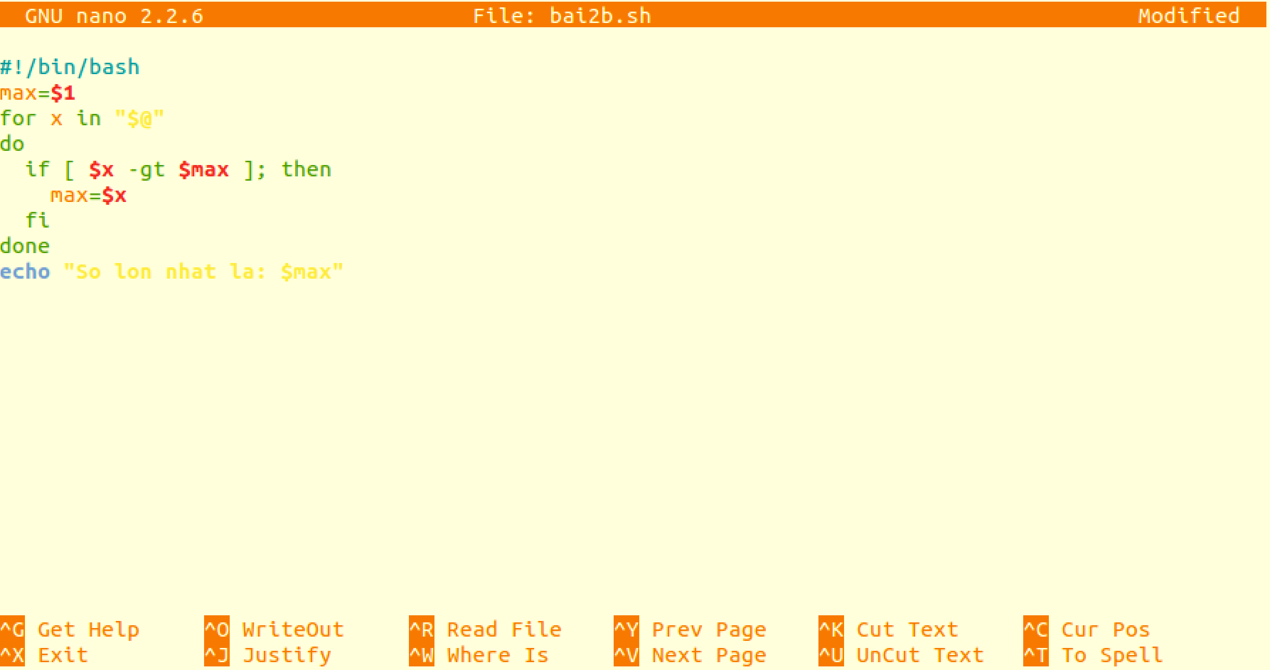 GNU nano 2.2.6 File: bai2b.sh Modified
#!/bin/bash
max=$1
for x in "$@"
do
  if [ $x -gt $max ]; then
    max=$x
  fi
done
echo "So lon nhat la: $max"
^G Get Help ^O WriteOut ^R Read File ^Y Prev Page ^K Cut Text ^C Cur Pos
^X Exit ^J Justify ^W Where Is ^V Next Page ^U UnCut Text ^T To Spell